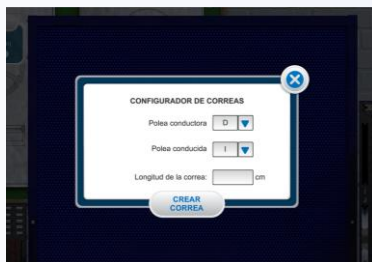 CONFIGURADOR DE CORREAS
Polea conductora D
Polea conducida I
Longitud de la correa: cm
CREAR
CORREA